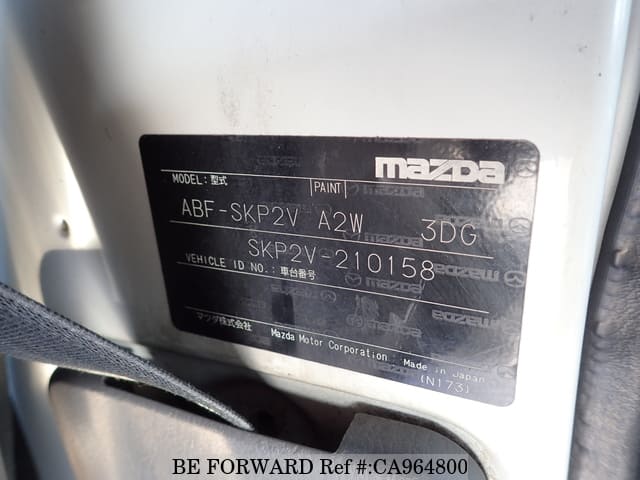 mazda
MODEL:型式 PAINT
ABF-SKP2V A2W 3DG
SKP2V-210158
VEHICLE ID NO.:車台番号
マツダ株式会社 Mazda Motor Corporation Made in Japan
(N173)
BE FORWARD Ref #:CA964800